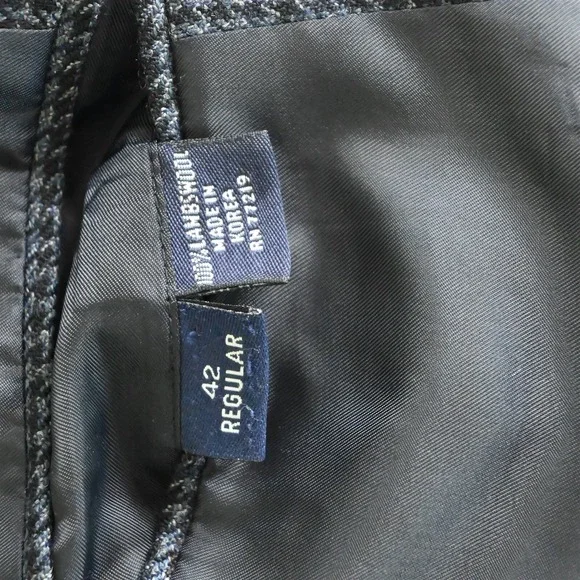 100% LAMBSWOOL
MADE IN
KOREA
RN 77219
42
REGULAR